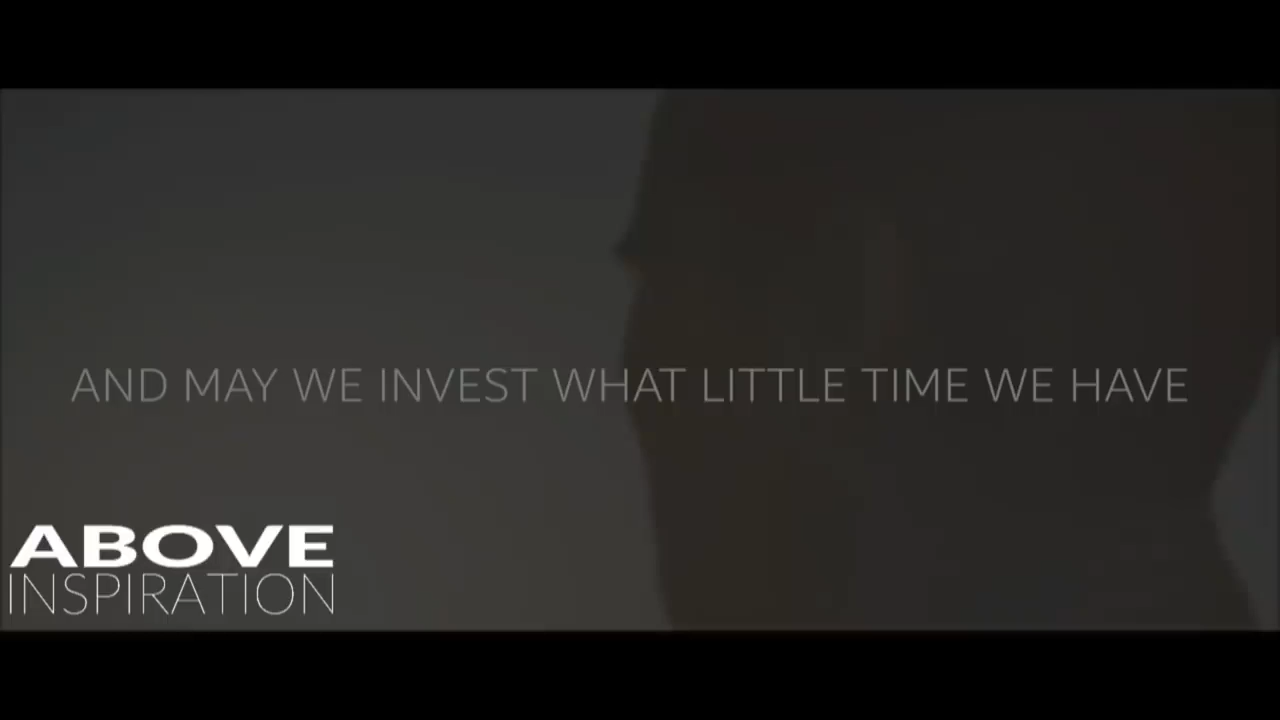 AND MAY WE INVEST WHAT LITTLE TIME WE HAVE
ABOVE
INSPIRATION